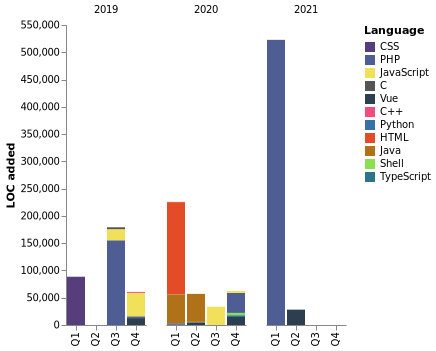 2019 2020 2021
550,000
500,000
450,000
400,000
350,000
300,000
250,000
200,000
150,000
100,000
50,000
0
LOC added
Q1 Q2 Q3 Q4 Q1 Q2 Q3 Q4 Q1 Q2 Q3 Q4
Language
CSS
PHP
JavaScript
C
Vue
C++
Python
HTML
Java
Shell
TypeScript